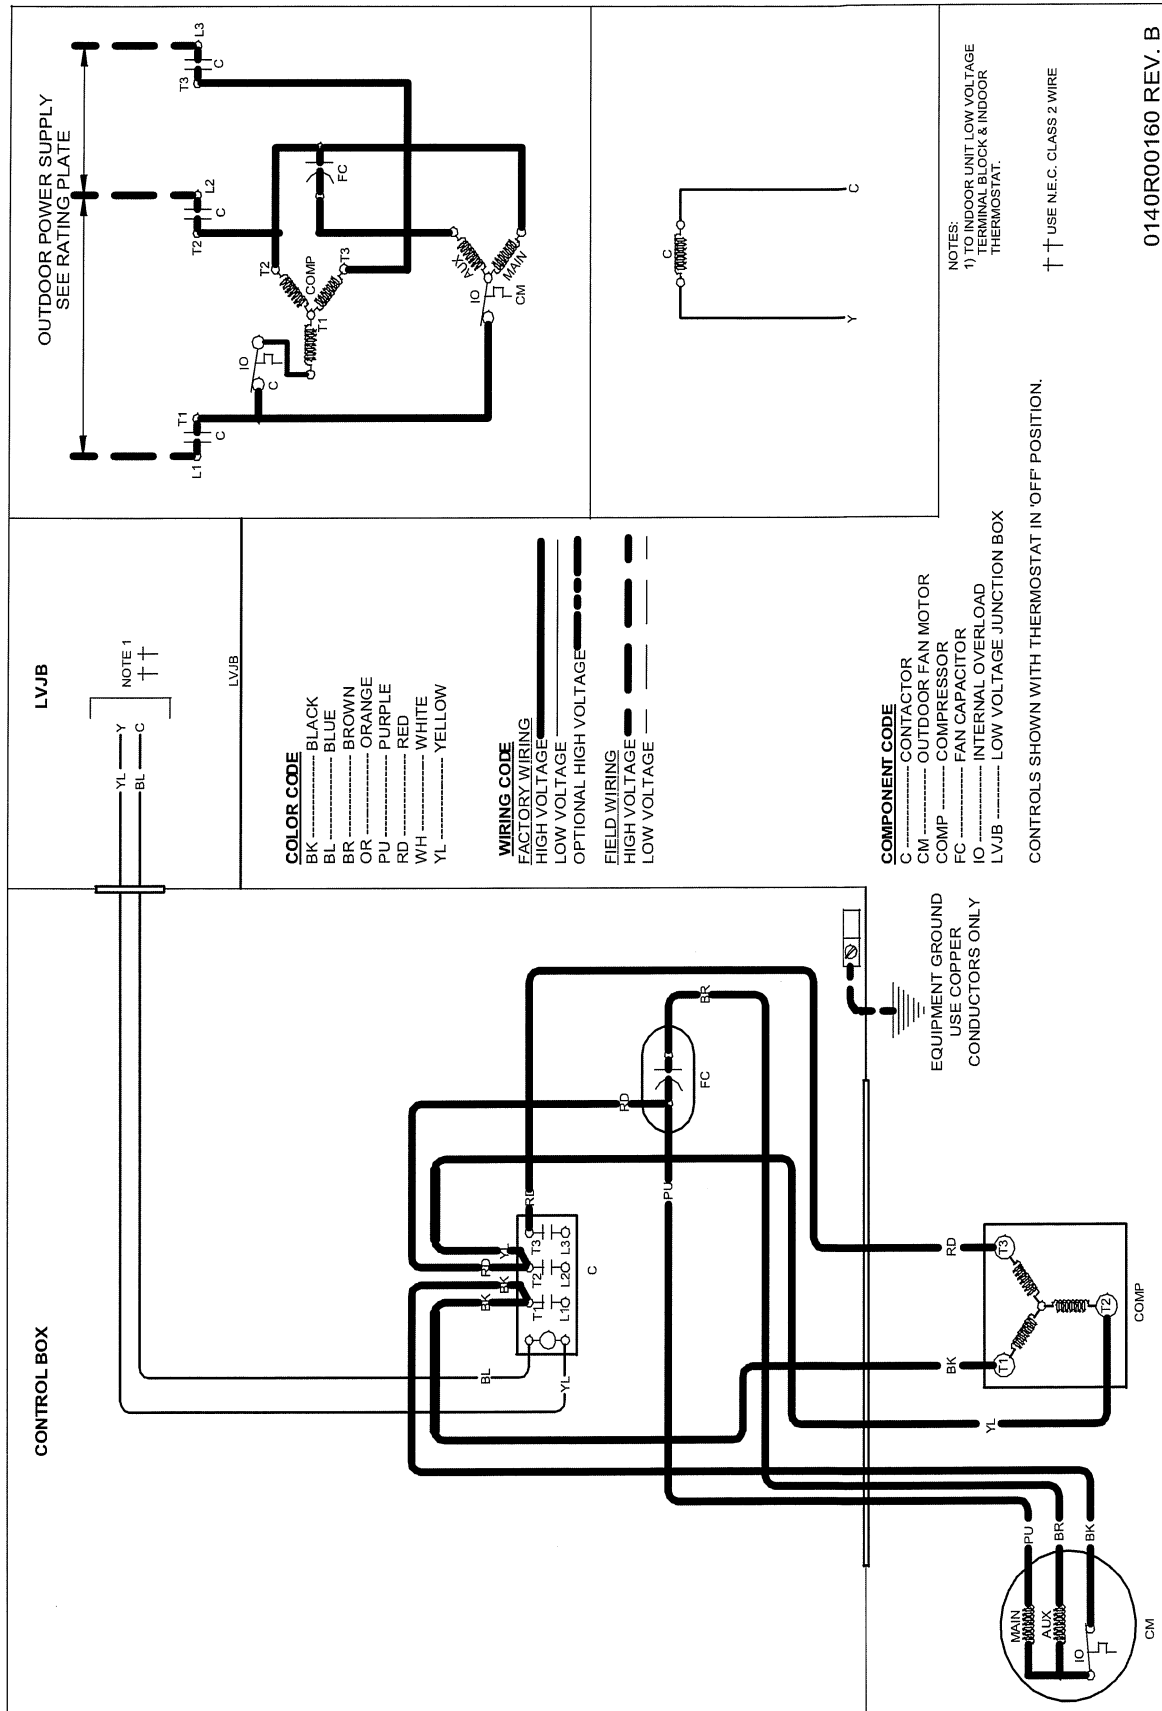 CONTROL BOX
LVJB
YL
Y
BL
C
NOTE 1
LVJB
BL
YL
BK
BK
RD
YL
RD
T1
T2
T3
L1
L2
L3
C
RD
PU
FC
BR
BK
RD
YL
T1
T3
T2
COMP
PU
BR
BK
MAIN
AUX
IO
CM
EQUIPMENT GROUND
USE COPPER
CONDUCTORS ONLY
COLOR CODE
BK ---------- BLACK
BL ---------- BLUE
BR ---------- BROWN
OR ---------- ORANGE
PU ---------- PURPLE
RD ---------- RED
WH ---------- WHITE
YL ---------- YELLOW
WIRING CODE
FACTORY WIRING
HIGH VOLTAGE
LOW VOLTAGE
OPTIONAL HIGH VOLTAGE
FIELD WIRING
HIGH VOLTAGE
LOW VOLTAGE
COMPONENT CODE
C ---------- CONTACTOR
CM ---------- OUTDOOR FAN MOTOR
COMP ---------- COMPRESSOR
FC ---------- FAN CAPACITOR
IO ---------- INTERNAL OVERLOAD
LVJB ---------- LOW VOLTAGE JUNCTION BOX
CONTROLS SHOWN WITH THERMOSTAT IN 'OFF' POSITION.
OUTDOOR POWER SUPPLY
SEE RATING PLATE
L1
C
T1
T2
C
L2
T3
C
L3
IO
C
T1
T2
COMP
T3
FC
AUX
MAIN
IO
CM
C
Y
C
NOTES:
1) TO INDOOR UNIT LOW VOLTAGE
TERMINAL BLOCK & INDOOR
THERMOSTAT.
†† USE N.E.C. CLASS 2 WIRE
0140R00160 REV. B